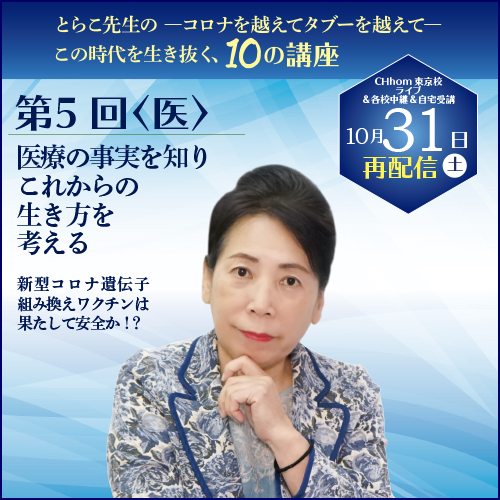 とらこ先生の ―コロナを越えてタブーを越えて―
この時代を生き抜く、10の講座
CHhom 東京校
ライブ
&各校中継&自宅受講
10月31日
再配信 土
第5回〈医〉
医療の事実を知り
これからの
生き方を
考える
新型コロナ遺伝子
組み換えワクチンは
果たして安全か!?